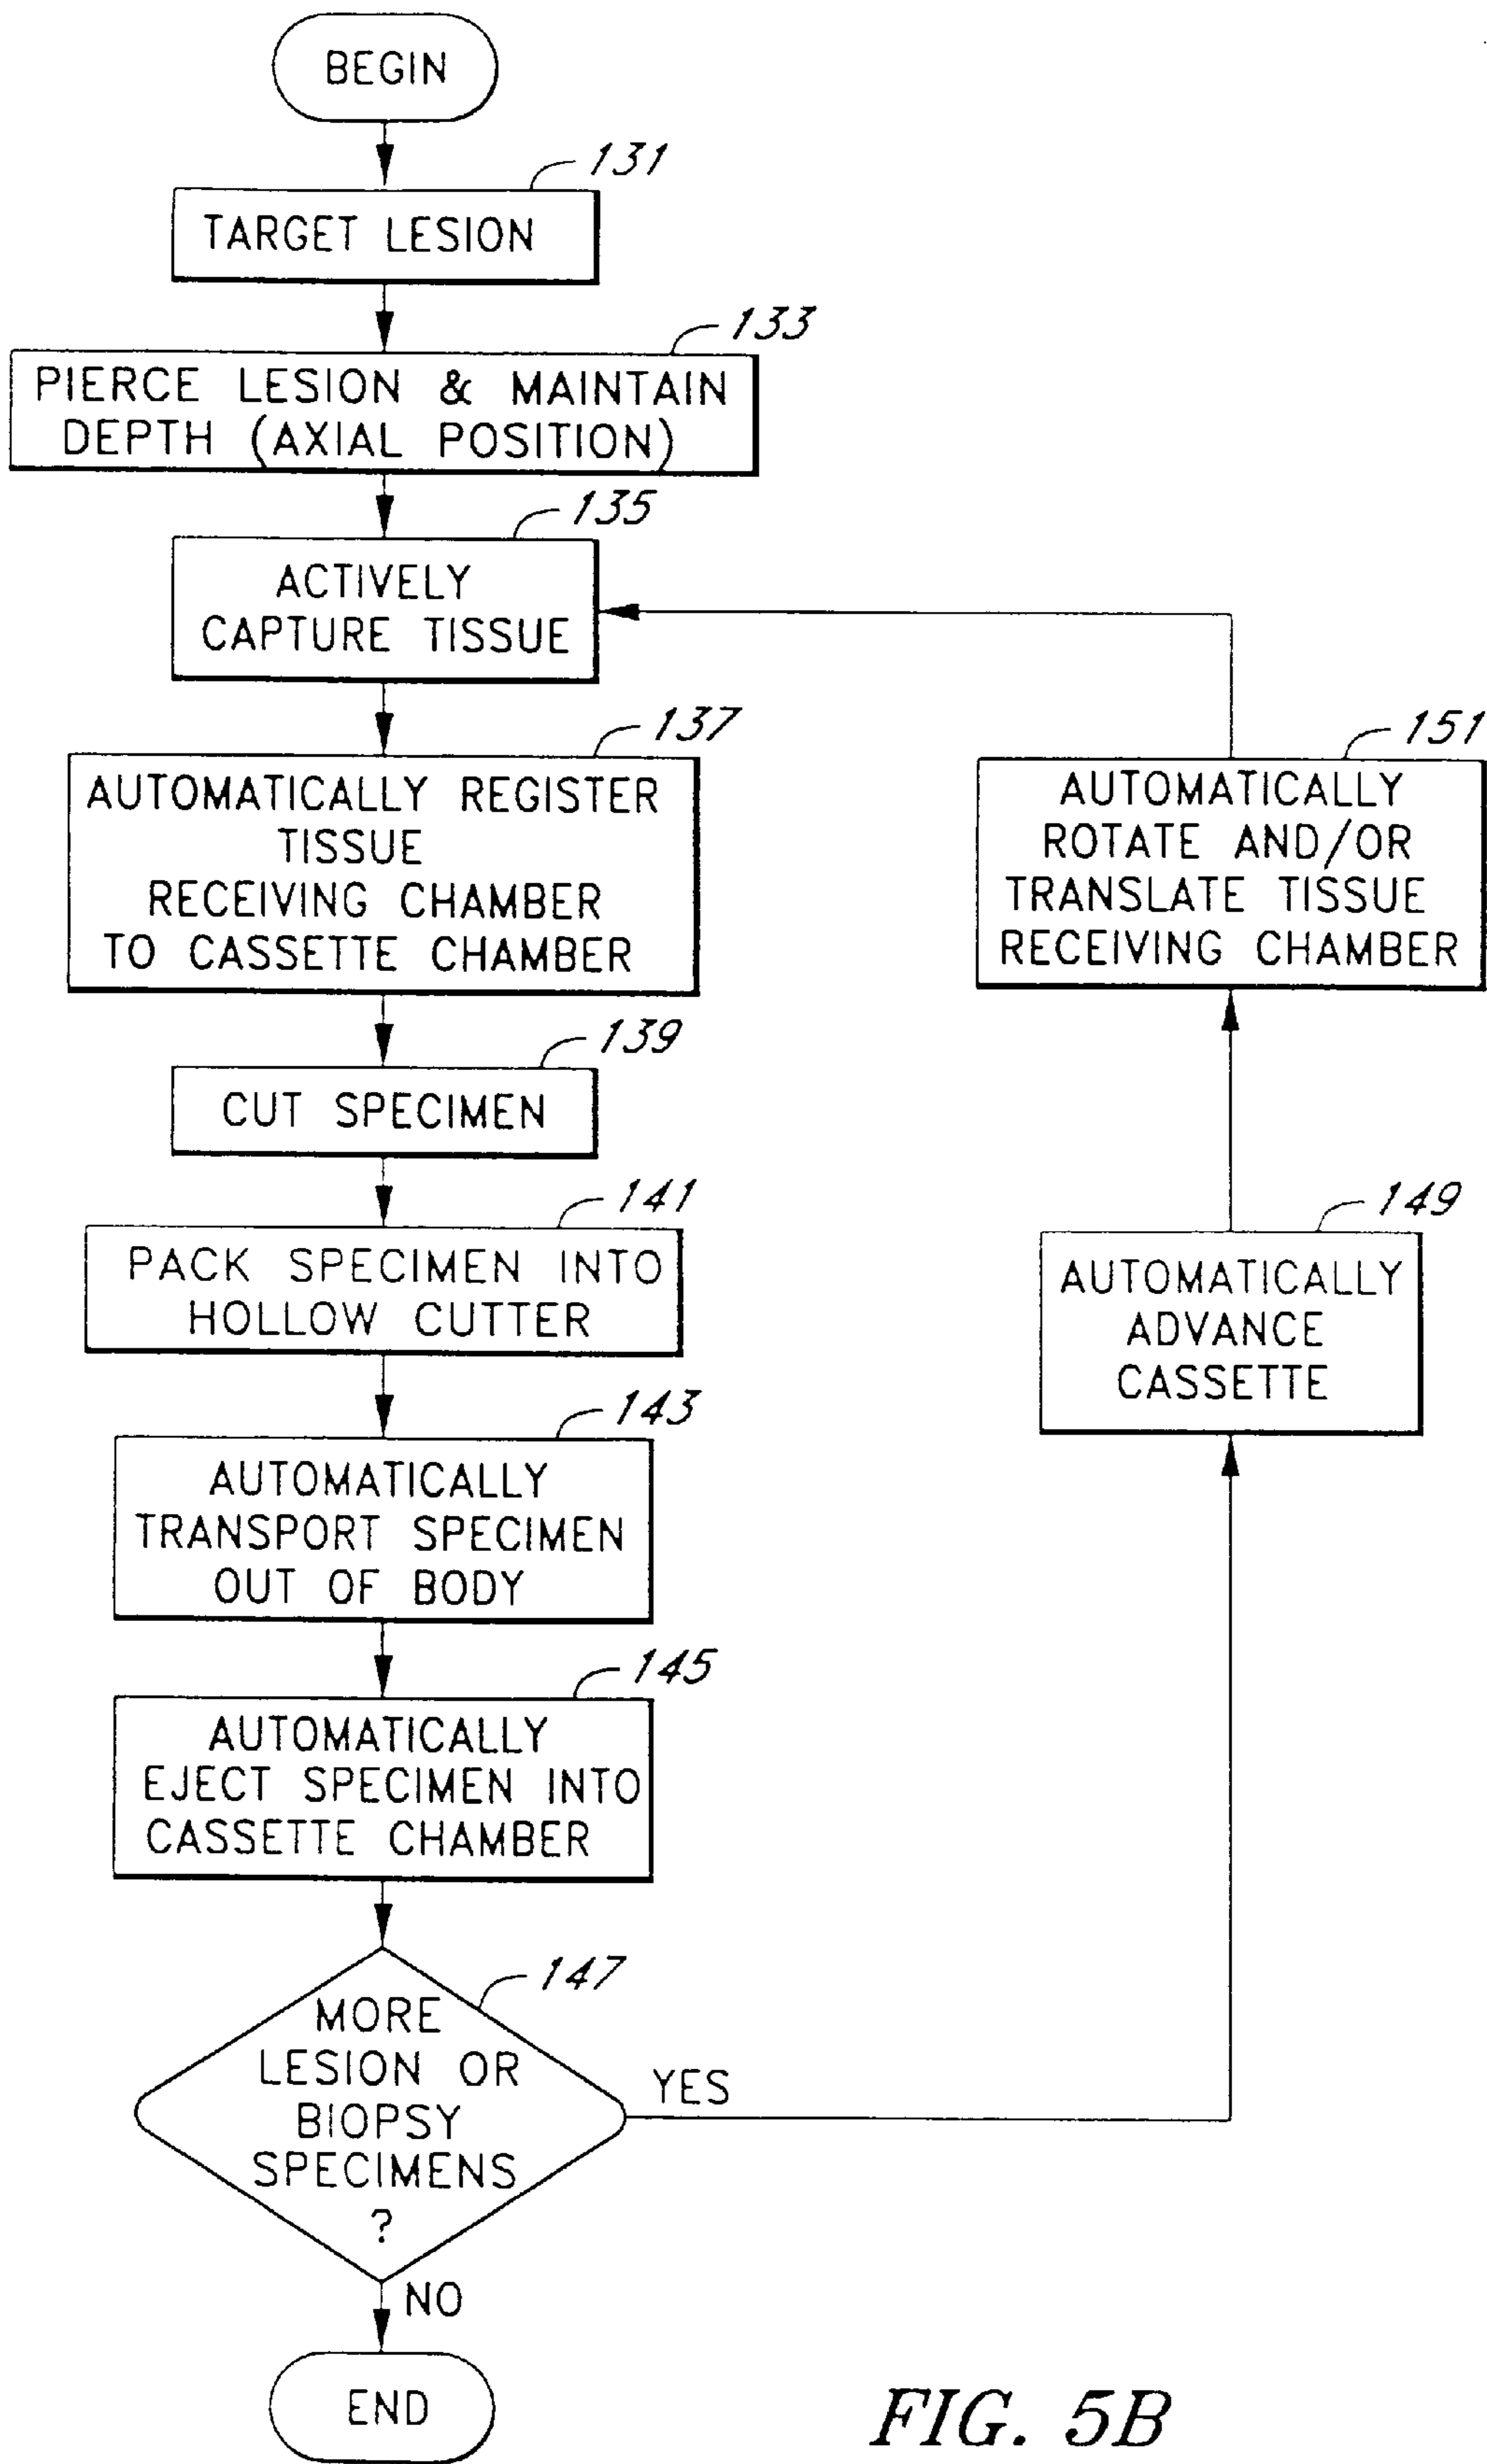 BEGIN
131
TARGET LESION
133
PIERCE LESION & MAINTAIN
DEPTH (AXIAL POSITION)
135
ACTIVELY
CAPTURE TISSUE
137
AUTOMATICALLY REGISTER
TISSUE
RECEIVING CHAMBER
TO CASSETTE CHAMBER
139
CUT SPECIMEN
141
PACK SPECIMEN INTO
HOLLOW CUTTER
143
AUTOMATICALLY
TRANSPORT SPECIMEN
OUT OF BODY
145
AUTOMATICALLY
EJECT SPECIMEN INTO
CASSETTE CHAMBER
147
MORE
LESION OR
BIOPSY
SPECIMENS
?
YES
149
AUTOMATICALLY
ADVANCE
CASSETTE
151
AUTOMATICALLY
ROTATE AND/OR
TRANSLATE TISSUE
RECEIVING CHAMBER
NO
END
FIG. 5B